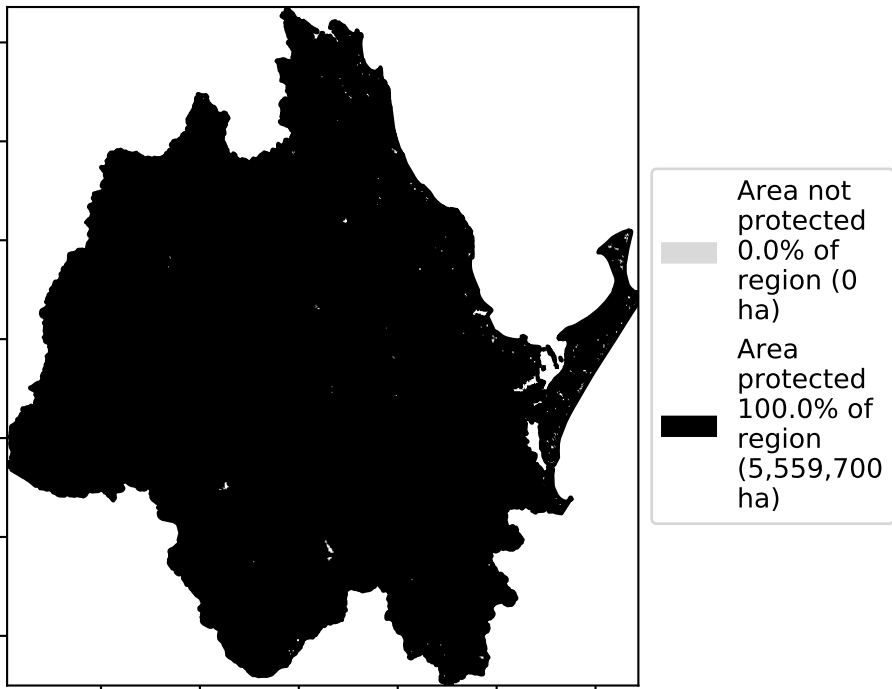 Area not
protected
0.0% of
region (0
ha)
Area
protected
100.0% of
region
(5,559,700
ha)